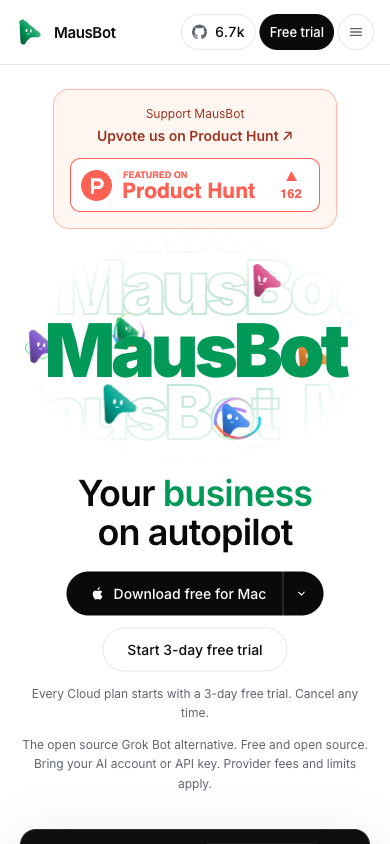 MausBot
6.7k
Free trial
Support MausBot
Upvote us on Product Hunt ↗
FEATURED ON
P Product Hunt
162
MausBot
MausBot
Your business
on autopilot
Download free for Mac
Start 3-day free trial
Every Cloud plan starts with a 3-day free trial. Cancel any
time.
The open source Grok Bot alternative. Free and open source.
Bring your AI account or API key. Provider fees and limits
apply.